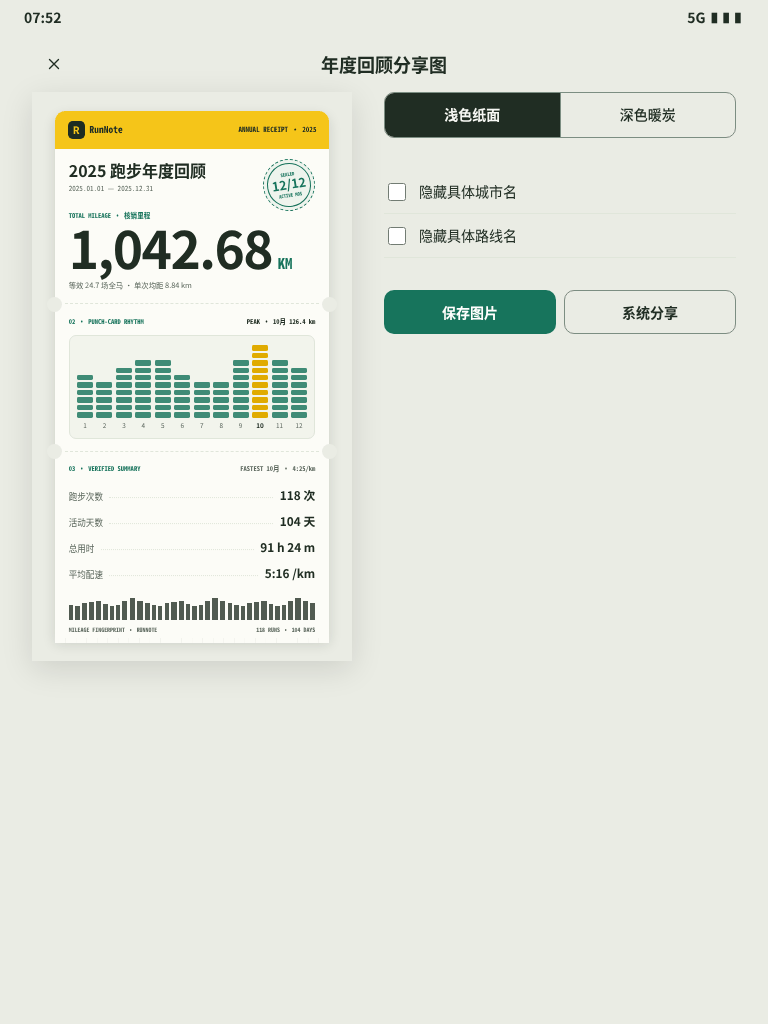 07:52
5G
×
年度回顾分享图
R RunNote
ANNUAL RECEIPT • 2025
2025 跑步年度回顾
2025.01.01 — 2025.12.31
12/12
ACTIVE MON
TOTAL MILEAGE • 核销里程
1,042.68 KM
等效 24.7 场全马 • 单次均距 8.84 km
02 • PUNCH-CARD RHYTHM
PEAK • 10月 126.4 km
1 2 3 4 5 6 7 8 9 10 11 12
03 • VERIFIED SUMMARY
FASTEST 10月 • 4:25/km
跑步次数 118 次
活动天数 104 天
总用时 91 h 24 m
平均配速 5:16 /km
MILEAGE FINGERPRINT • RUNNOTE
118 RUNS • 104 DAYS
浅色纸面
深色暖炭
隐藏具体城市名
隐藏具体路线名
保存图片
系统分享